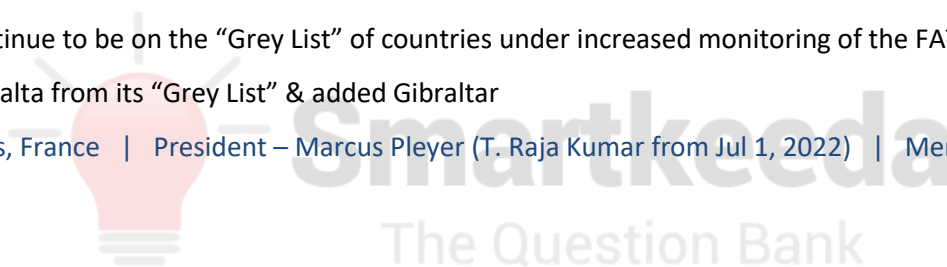 tinue to be on the “Grey List” of countries under increased monitoring of the FA
alta from its “Grey List” & added Gibraltar
s, France | President – Marcus Pleyer (T. Raja Kumar from Jul 1, 2022) | Me
Smartkeeda
The Question Bank